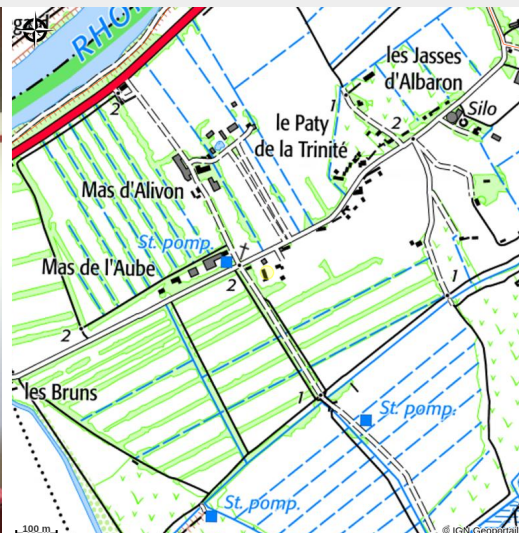 RHO
les Jasses
d'Albaron
Silo
2
1
2
le Paty
de la Trinité
Mas d'Alivon
St. pomp.
Mas de l'Aube
2
1
2
les Bruns
1
St. pomp.
St. pomp.
100 m
© IGN-Geoportail